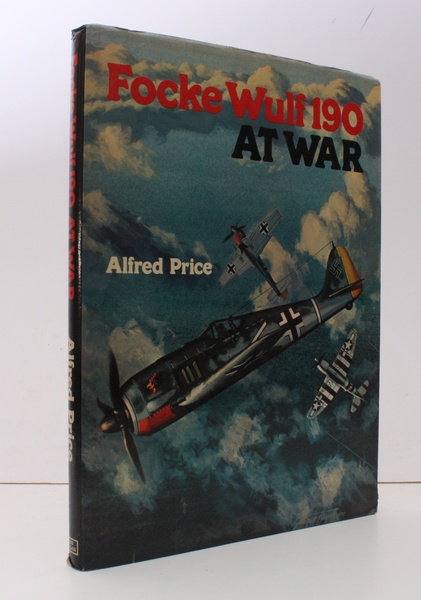 Focke Wulf 190
AT WAR
Alfred Price
Focke Wulf 190 AT WAR
Alfred Price